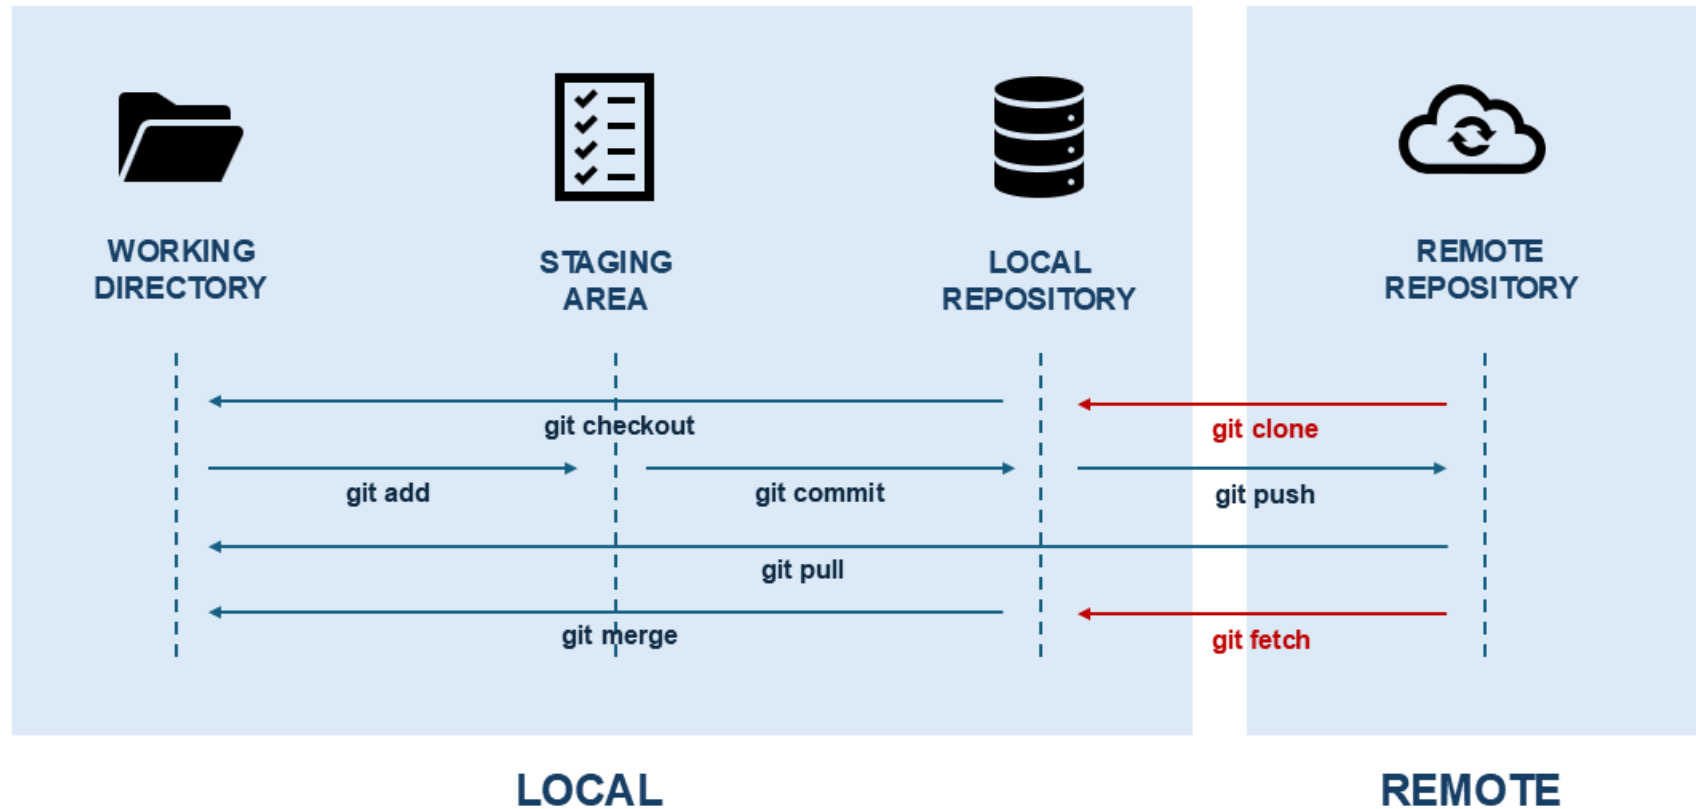 WORKING
DIRECTORY
STAGING
AREA
LOCAL
REPOSITORY
REMOTE
REPOSITORY
git checkout
git clone
git add
git commit
git push
git pull
git merge
git fetch
LOCAL
REMOTE